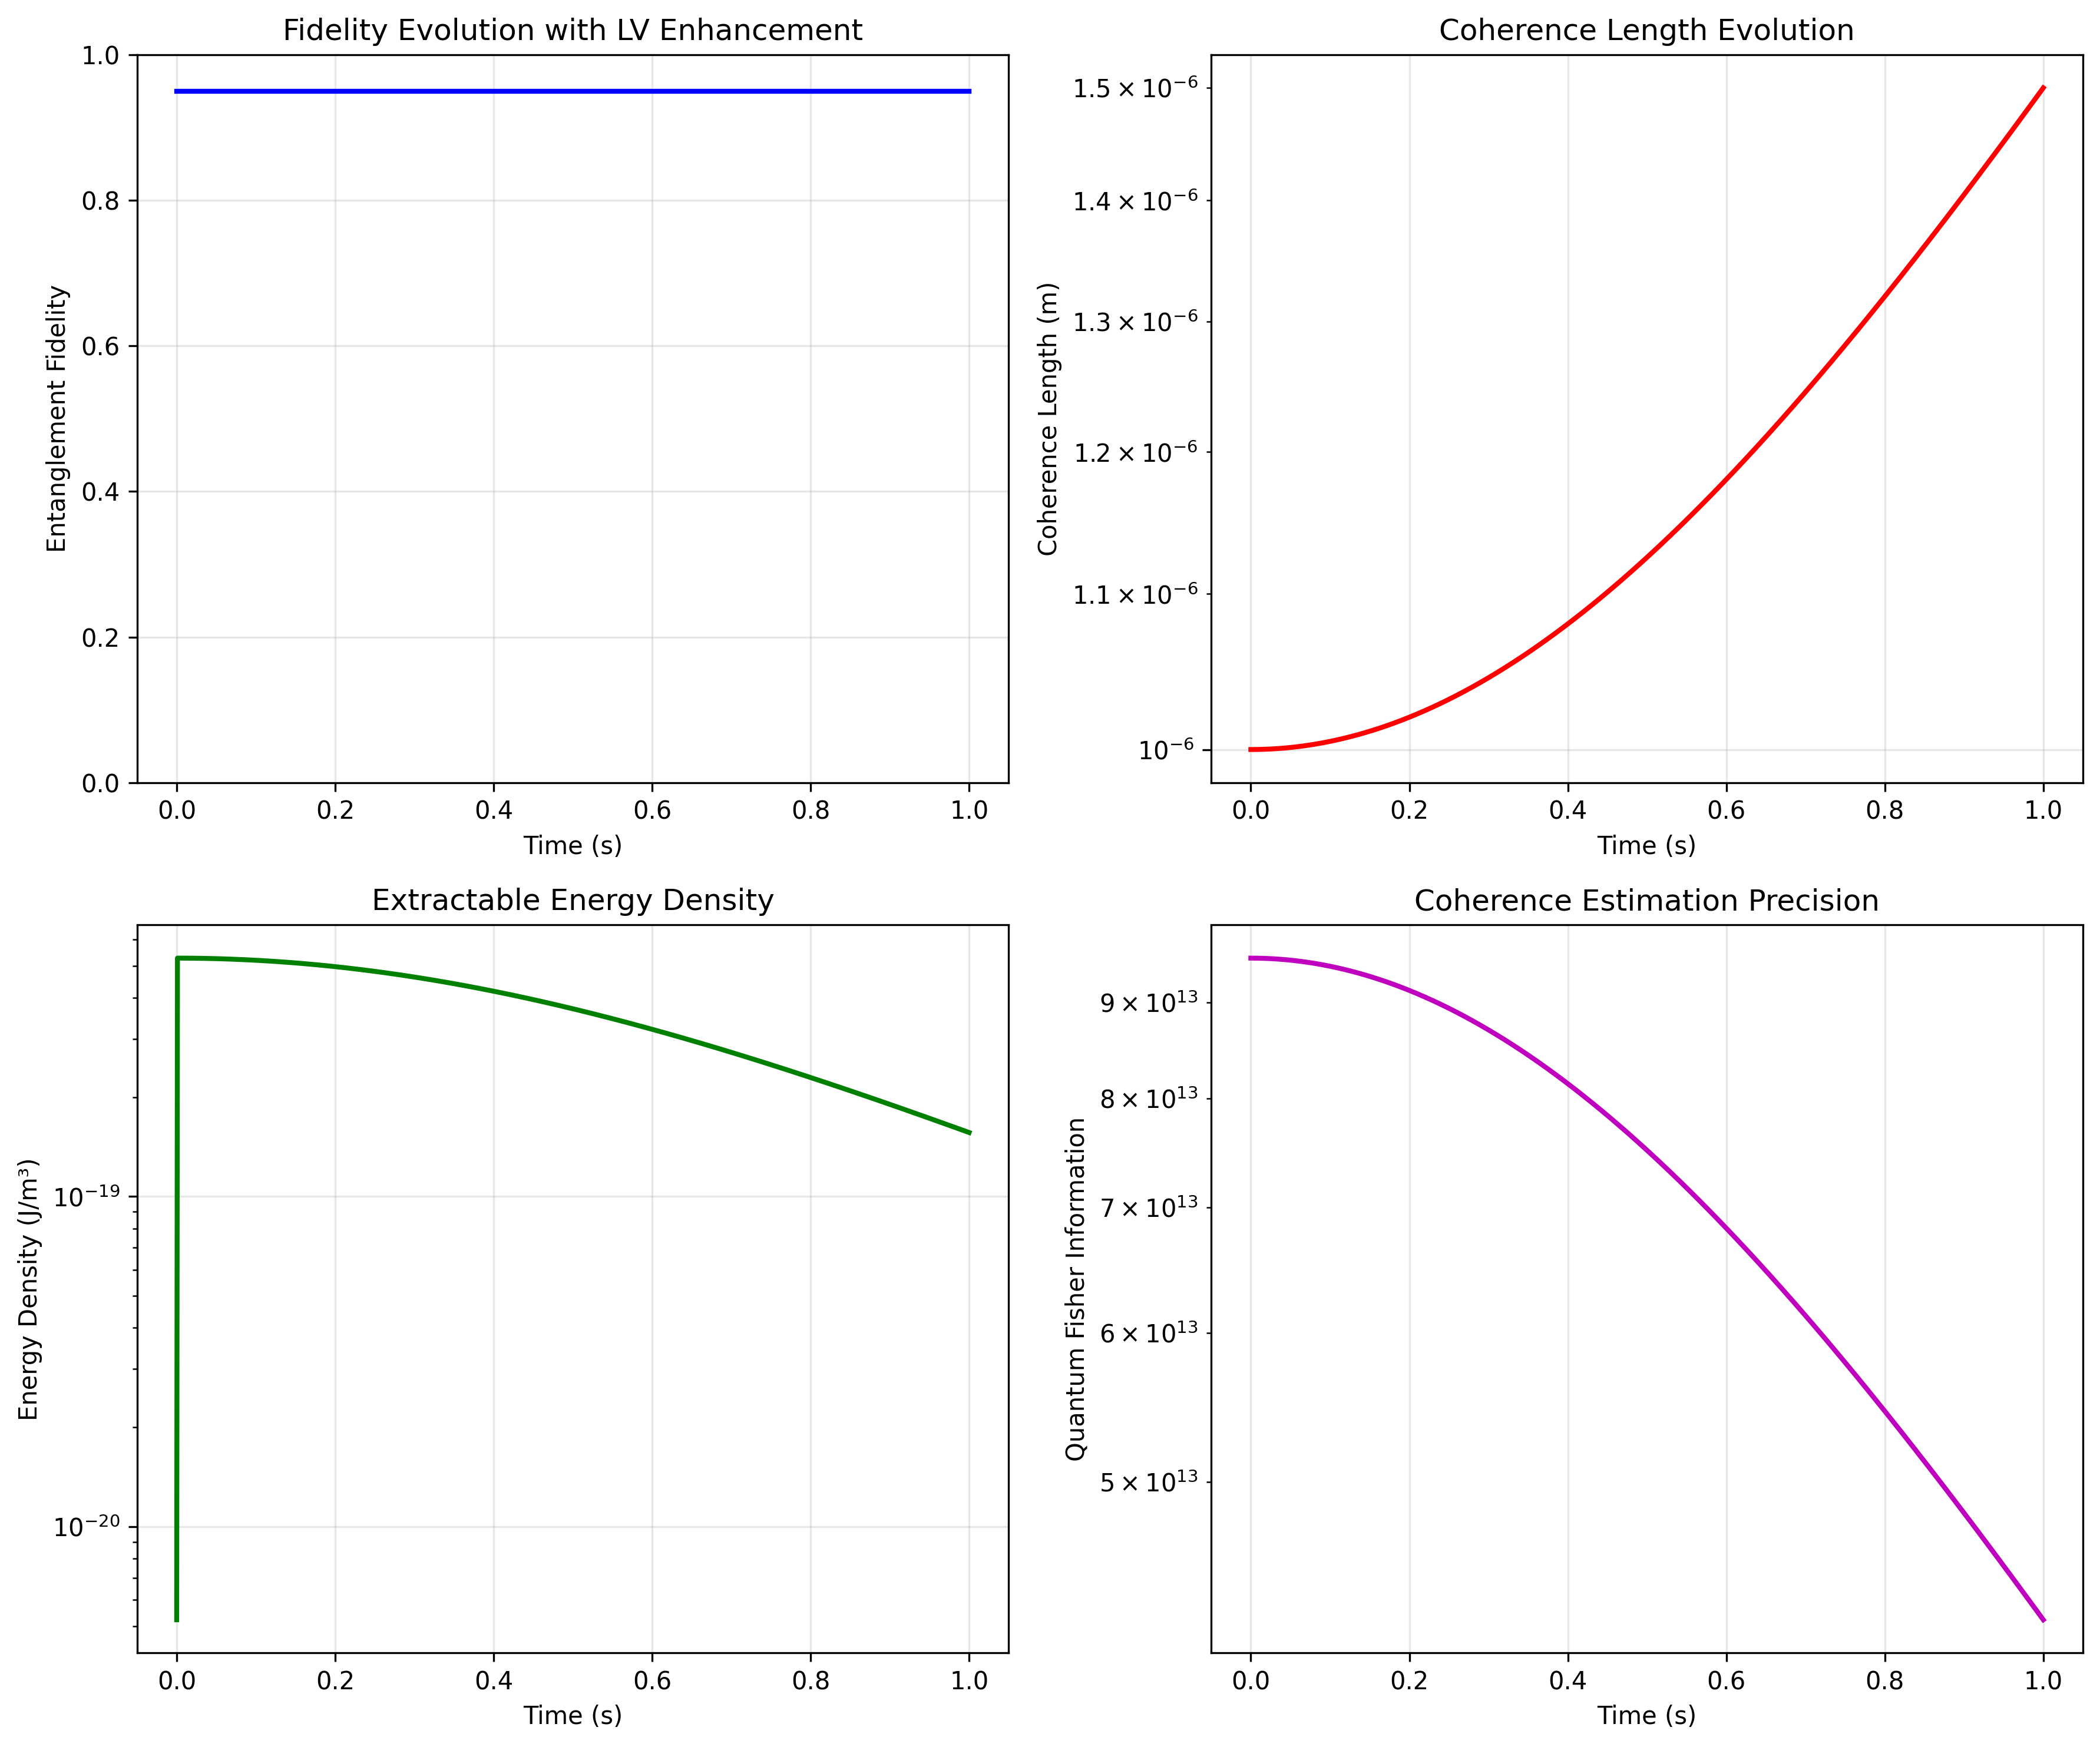 Fidelity Evolution with LV Enhancement
1.0
0.8
0.6
0.4
0.2
0.0
Entanglement Fidelity
0.0 0.2 0.4 0.6 0.8 1.0
Time (s)
Coherence Length Evolution
1.5 × 10⁻⁶
1.4 × 10⁻⁶
1.3 × 10⁻⁶
1.2 × 10⁻⁶
1.1 × 10⁻⁶
10⁻⁶
Coherence Length (m)
0.0 0.2 0.4 0.6 0.8 1.0
Time (s)
Extractable Energy Density
10⁻¹⁹
10⁻²⁰
Energy Density (J/m³)
0.0 0.2 0.4 0.6 0.8 1.0
Time (s)
Coherence Estimation Precision
9 × 10¹³
8 × 10¹³
7 × 10¹³
6 × 10¹³
5 × 10¹³
Quantum Fisher Information
0.0 0.2 0.4 0.6 0.8 1.0
Time (s)